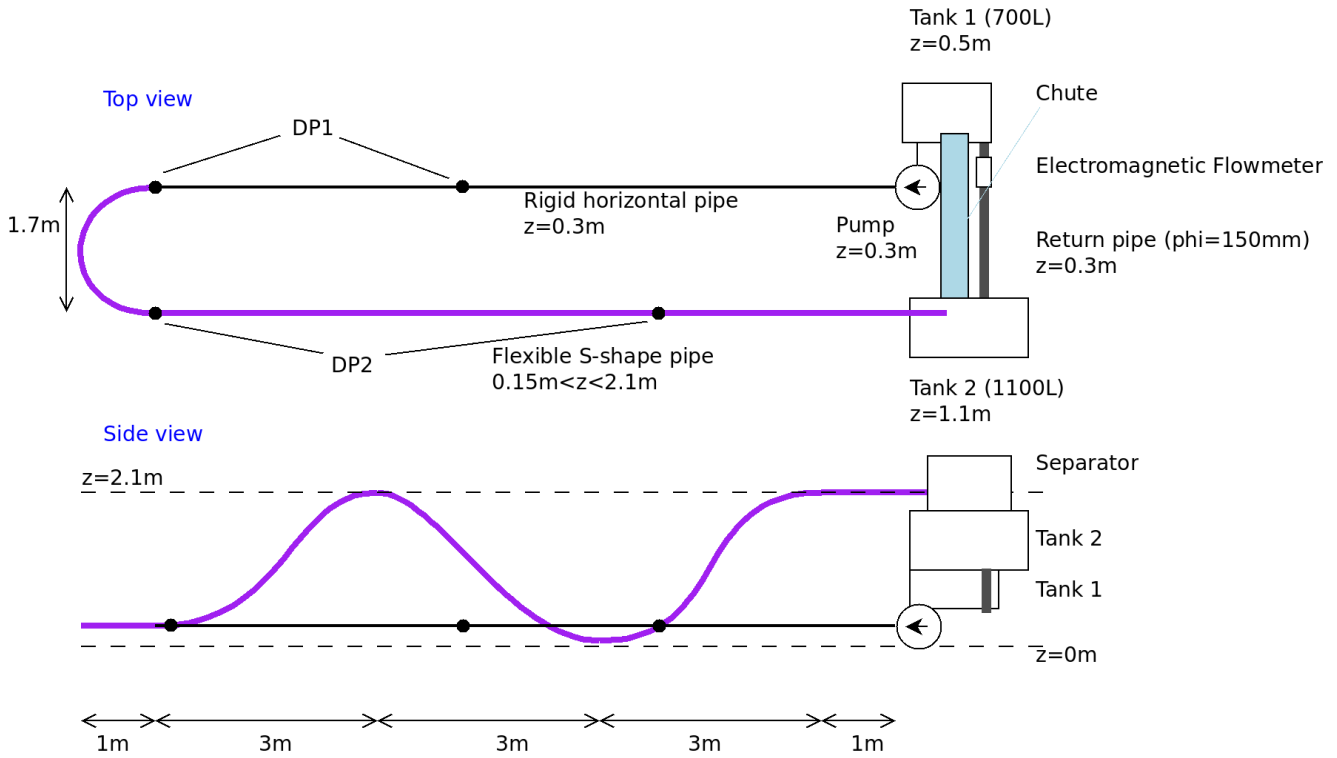 Tank 1 (700L)
z=0.5m
Top view
Chute
DP1
Electromagnetic Flowmeter
Rigid horizontal pipe
z=0.3m
1.7m
Pump
z=0.3m
Return pipe (phi=150mm)
z=0.3m
DP2
Flexible S-shape pipe
0.15m<z<2.1m
Tank 2 (1100L)
z=1.1m
Side view
Separator
z=2.1m
Tank 2
Tank 1
z=0m
1m
3m
3m
3m
1m